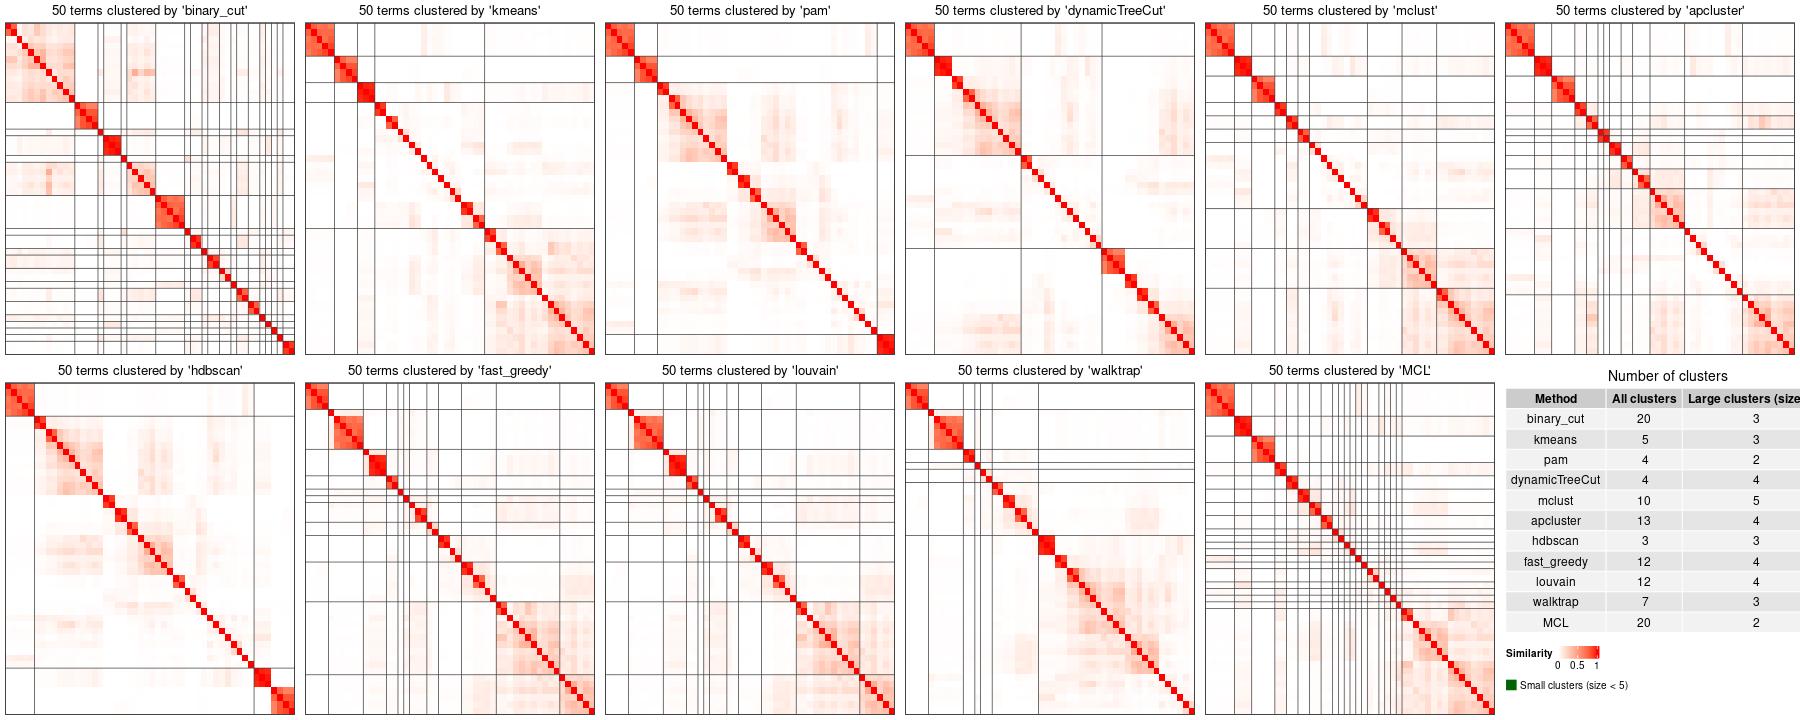 50 terms clustered by 'binary_cut'
50 terms clustered by 'kmeans'
50 terms clustered by 'pam'
50 terms clustered by 'dynamicTreeCut'
50 terms clustered by 'mclust'
50 terms clustered by 'apcluster'
50 terms clustered by 'hdbscan'
50 terms clustered by 'fast_greedy'
50 terms clustered by 'louvain'
50 terms clustered by 'walktrap'
50 terms clustered by 'MCL'
Number of clusters
Method All clusters Large clusters (size
binary_cut 20 3
kmeans 5 3
pam 4 2
dynamicTreeCut 4 4
mclust 10 5
apcluster 13 4
hdbscan 3 3
fast_greedy 12 4
louvain 12 4
walktrap 7 3
MCL 20 2
Similarity
0 0.5 1
Small clusters (size < 5)